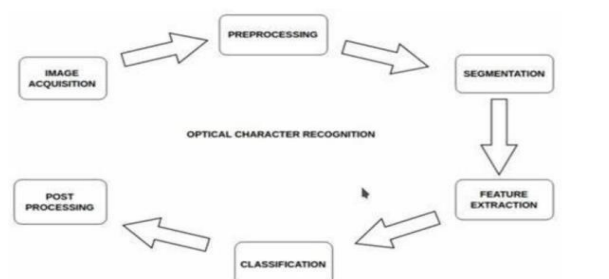 PREPROCESSING
IMAGE
ACQUISITION
SEGMENTATION
OPTICAL CHARACTER RECOGNITION
POST
PROCESSING
FEATURE
EXTRACTION
CLASSIFICATION